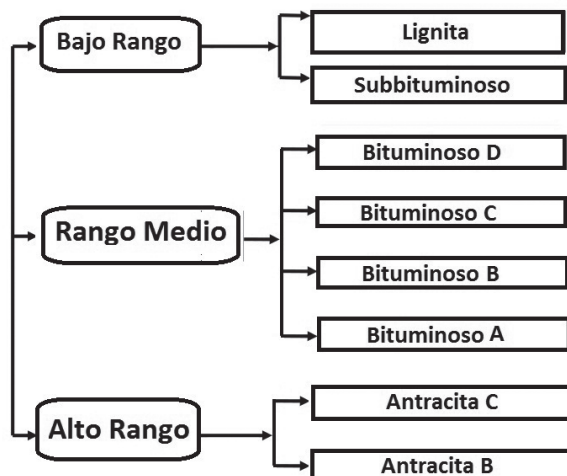 Bajo Rango
Lignita
Subbituminoso
Rango Medio
Bituminoso D
Bituminoso C
Bituminoso B
Bituminoso A
Alto Rango
Antracita C
Antracita B